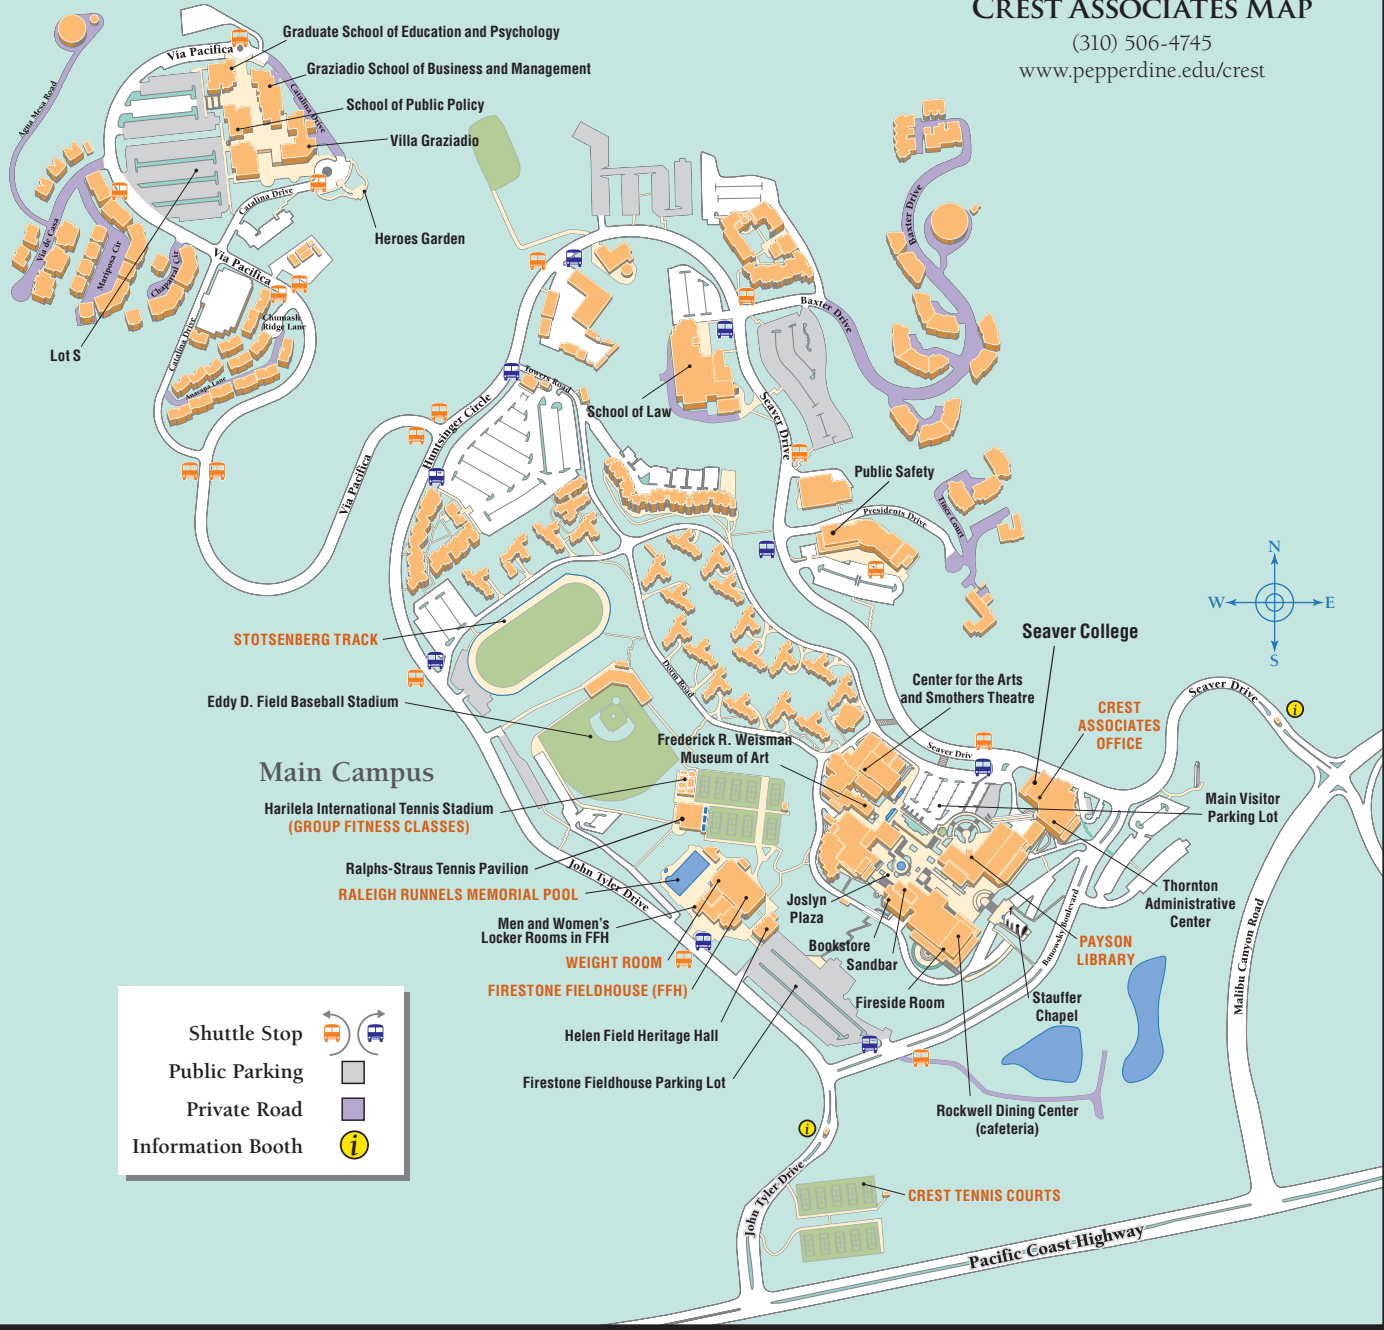 CREST ASSOCIATES MAP
(310) 506-4745
www.pepperdine.edu/crest
Graduate School of Education and Psychology
Via Pacifica
Graziadio School of Business and Management
Catalina Drive
School of Public Policy
Agua Mesa Road
Villa Graziadio
Catalina Drive
Heroes Garden
Via de Casa
Mariposa Cir
Chaparral Cir
Via Pacifica
Chumash
Ridge Lane
Catalina Drive
Anacapa Lane
Lot S
Baxter Drive
Baxter Drive
Towers Road
School of Law
Seaver Drive
Huntsinger Circle
Via Pacifica
Public Safety
Presidents Drive
Tiner Court
N
W
E
S
STOTSENBERG TRACK
Seaver College
Dorm Road
Center for the Arts
and Smothers Theatre
Seaver Drive
Eddy D. Field Baseball Stadium
CREST
ASSOCIATES
OFFICE
i
Frederick R. Weisman
Museum of Art
Seaver Driv
Main Campus
Harilela International Tennis Stadium
(GROUP FITNESS CLASSES)
Main Visitor
Parking Lot
Ralphs-Straus Tennis Pavilion
John Tyler Drive
RALEIGH RUNNELS MEMORIAL POOL
Joslyn
Plaza
Thornton
Administrative
Center
Men and Women's
Locker Rooms in FFH
Banowsky Boulevard
Malibu Canyon Road
Bookstore
Sandbar
PAYSON
LIBRARY
WEIGHT ROOM
FIRESTONE FIELDHOUSE (FFH)
Fireside Room
Stauffer
Chapel
Helen Field Heritage Hall
Firestone Fieldhouse Parking Lot
Rockwell Dining Center
(cafeteria)
Shuttle Stop
Public Parking
Private Road
Information Booth
i
i
John Tyler Drive
CREST TENNIS COURTS
Pacific Coast Highway